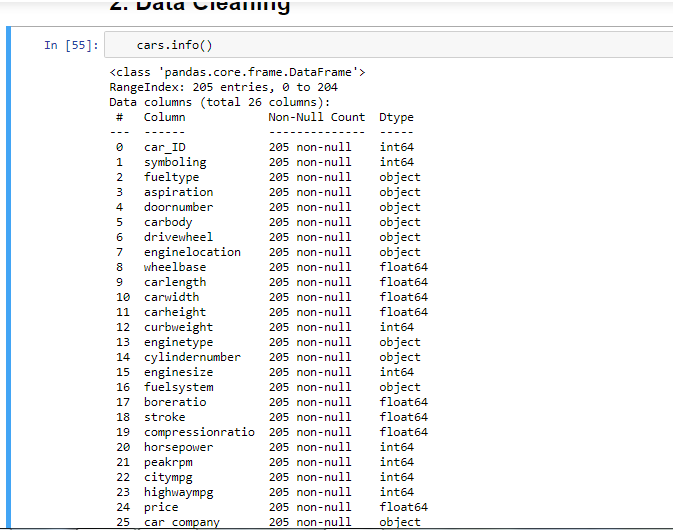 2. Data Cleaning
In [55]: cars.info()
<class 'pandas.core.frame.DataFrame'>
RangeIndex: 205 entries, 0 to 204
Data columns (total 26 columns):
 #   Column            Non-Null Count  Dtype
---  ------            --------------  -----
 0   car_ID            205 non-null    int64
 1   symboling         205 non-null    int64
 2   fueltype          205 non-null    object
 3   aspiration        205 non-null    object
 4   doornumber        205 non-null    object
 5   carbody           205 non-null    object
 6   drivewheel        205 non-null    object
 7   enginelocation    205 non-null    object
 8   wheelbase         205 non-null    float64
 9   carlength         205 non-null    float64
 10  carwidth          205 non-null    float64
 11  carheight         205 non-null    float64
 12  curbweight        205 non-null    int64
 13  enginetype        205 non-null    object
 14  cylindernumber    205 non-null    object
 15  enginesize        205 non-null    int64
 16  fuelsystem        205 non-null    object
 17  boreratio         205 non-null    float64
 18  stroke            205 non-null    float64
 19  compressionratio  205 non-null    float64
 20  horsepower        205 non-null    int64
 21  peakrpm           205 non-null    int64
 22  citympg           205 non-null    int64
 23  highwaympg        205 non-null    int64
 24  price             205 non-null    float64
 25  car company       205 non-null    object